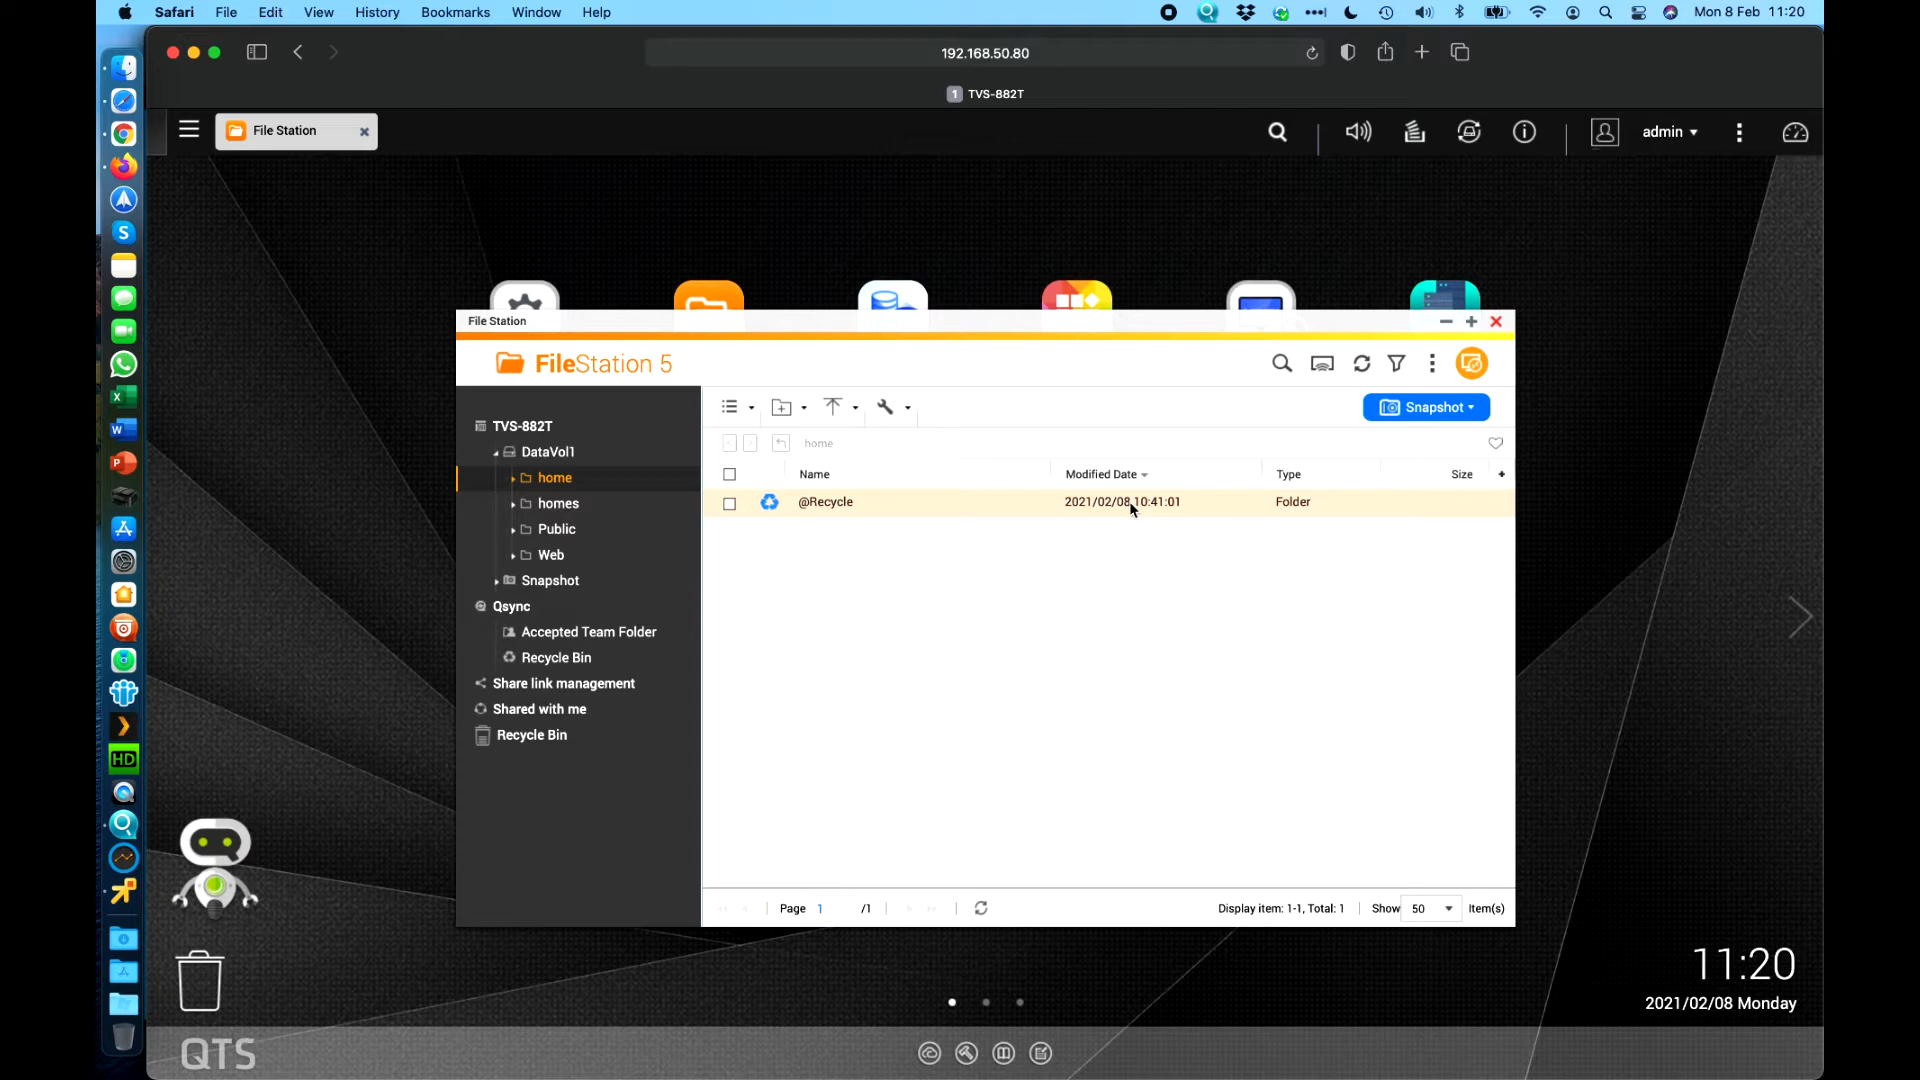 Safari File Edit View History Bookmarks Window Help Mon 8 Feb 11:20
192.168.50.80
1 TVS-882T
File Station admin
File Station
FileStation 5
Snapshot
TVS-882T
DataVol1
home
homes
Public
Web
Snapshot
Qsync
Accepted Team Folder
Recycle Bin
Share link management
Shared with me
Recycle Bin
home
Name Modified Date Type Size
@Recycle 2021/02/08 10:41:01 Folder
Page 1 /1 Display item: 1-1, Total: 1 Show 50 Item(s)
S
X
W
P
HD
11:20
2021/02/08 Monday
QTS